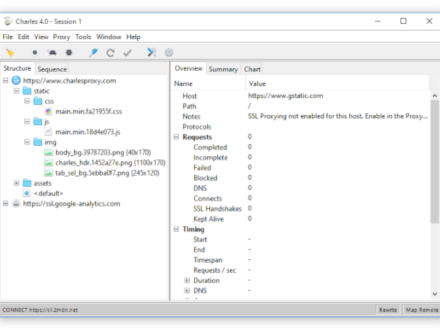 Charles 4.0 - Session 1
File Edit View Proxy Tools Window Help
Structure Sequence
https://www.charlesproxy.com
static
css
main.min.fa21955f.css
js
main.min.18d4e073.js
img
body_bg.39787203.png (40x170)
charles_hdr.1452a27e.png (1100x170)
tab_sel_bg.5ebba0f7.png (245x120)
assets
<default>
https://ssl.google-analytics.com
Overview Summary Chart
Name Value
Host https://www.gstatic.com
Path /
Notes SSL Proxying not enabled for this host. Enable in the Proxy...
Protocols
Requests 0
Completed 0
Incomplete 0
Failed 0
Blocked 0
DNS 0
Connects 0
SSL Handshakes 0
Kept Alive 0
Timing
Start -
End -
Timespan -
Requests / sec -
Duration -
DNS -
CONNECT https://s1.2mdn.net
Rewrite Map Remote